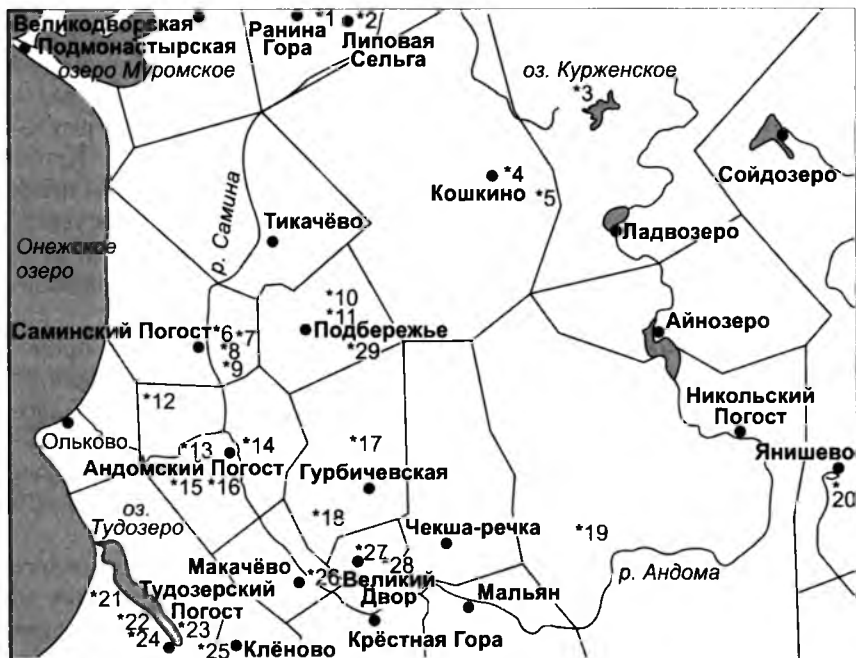 Великодворская
Подмонастырская
озеро Муромское
Ранина
Гора
*1
*2
Липовая
Сельга
оз. Курженское
*3
Сойдозеро
*4
Кошкино
*5
Ладвозеро
р. Самина
Тикачёво
Онежское
озеро
*10
*11
Подбережье
*29
Саминский Погост
*6
*7
*8
*9
Айнозеро
Никольский
Погост
Янишево
*20
*12
Ольково
*13
*14
Андомский Погост
*15
*16
*17
Гурбичевская
*18
Чекша-речка
*19
оз.
Тудозеро
Макачёво
*26
*27
*28
Великий
Двор
Мальян
р. Андома
Тудозерский
Погост
*21
*22
*23
*24
*25
Клёново
Крёстная Гора